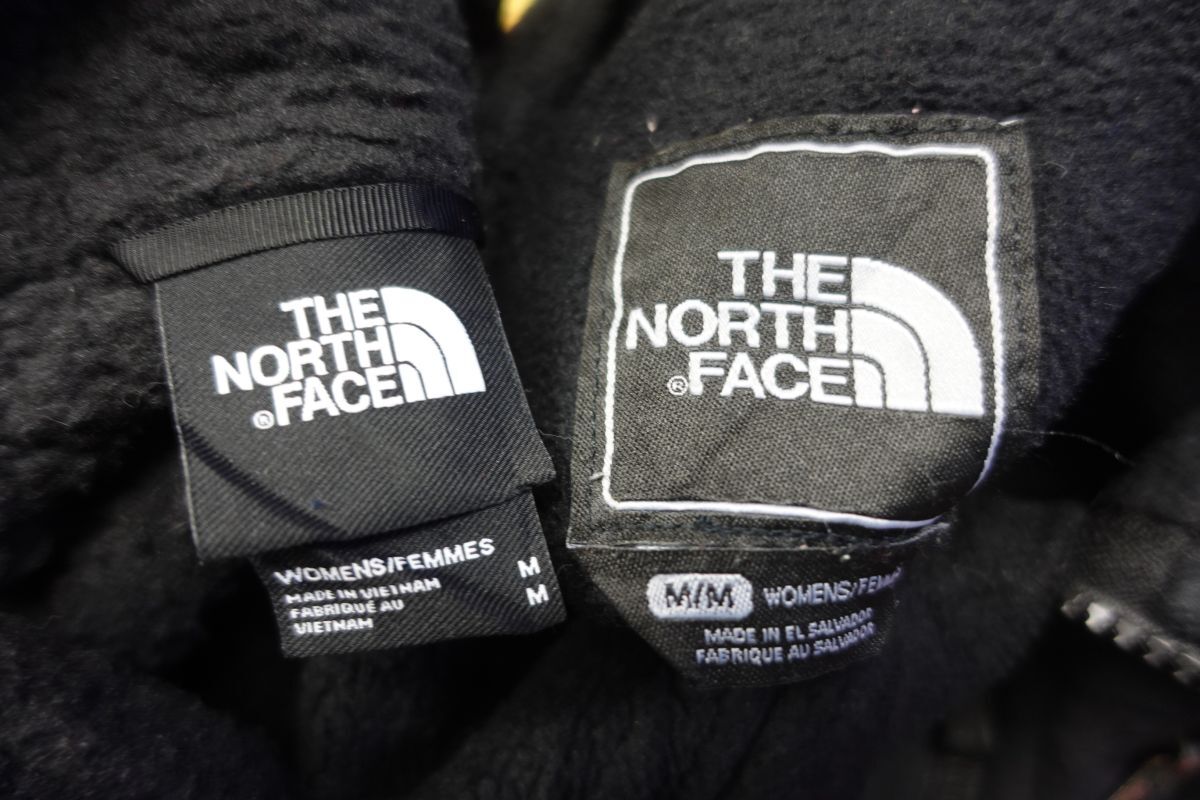 THE
NORTH
®FACE
WOMENS/FEMMES M
MADE IN VIETNAM M
FABRIQUÉ AU
VIETNAM
THE
NORTH
®FACE
M/M WOMENS/FEMM
MADE IN EL SALVADOR
FABRIQUE AU SALVADOR